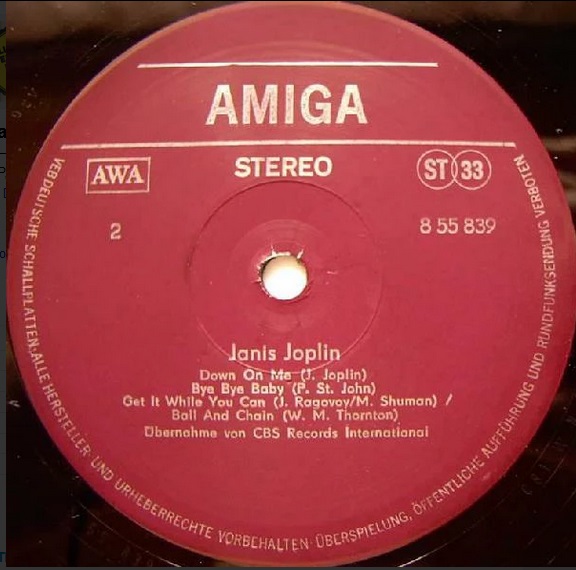 AMIGA
AWA
STEREO
ST 33
2
8 55 839
Janis Joplin
Down On Me (J. Joplin)
Bye Bye Baby (P. St. John)
Get It While You Can (J. Ragovoy/M. Shuman) /
Ball And Chain (W. M. Thornton)
Übernahme von CBS Records International
VEB DEUTSCHE SCHALLPLATTEN·ALLE HERSTELLER- UND URHEBERRECHTE VORBEHALTEN·ÜBERSPIELUNG, ÖFFENTLICHE AUFFÜHRUNG UND RUNDFUNKSENDUNG VERBOTEN